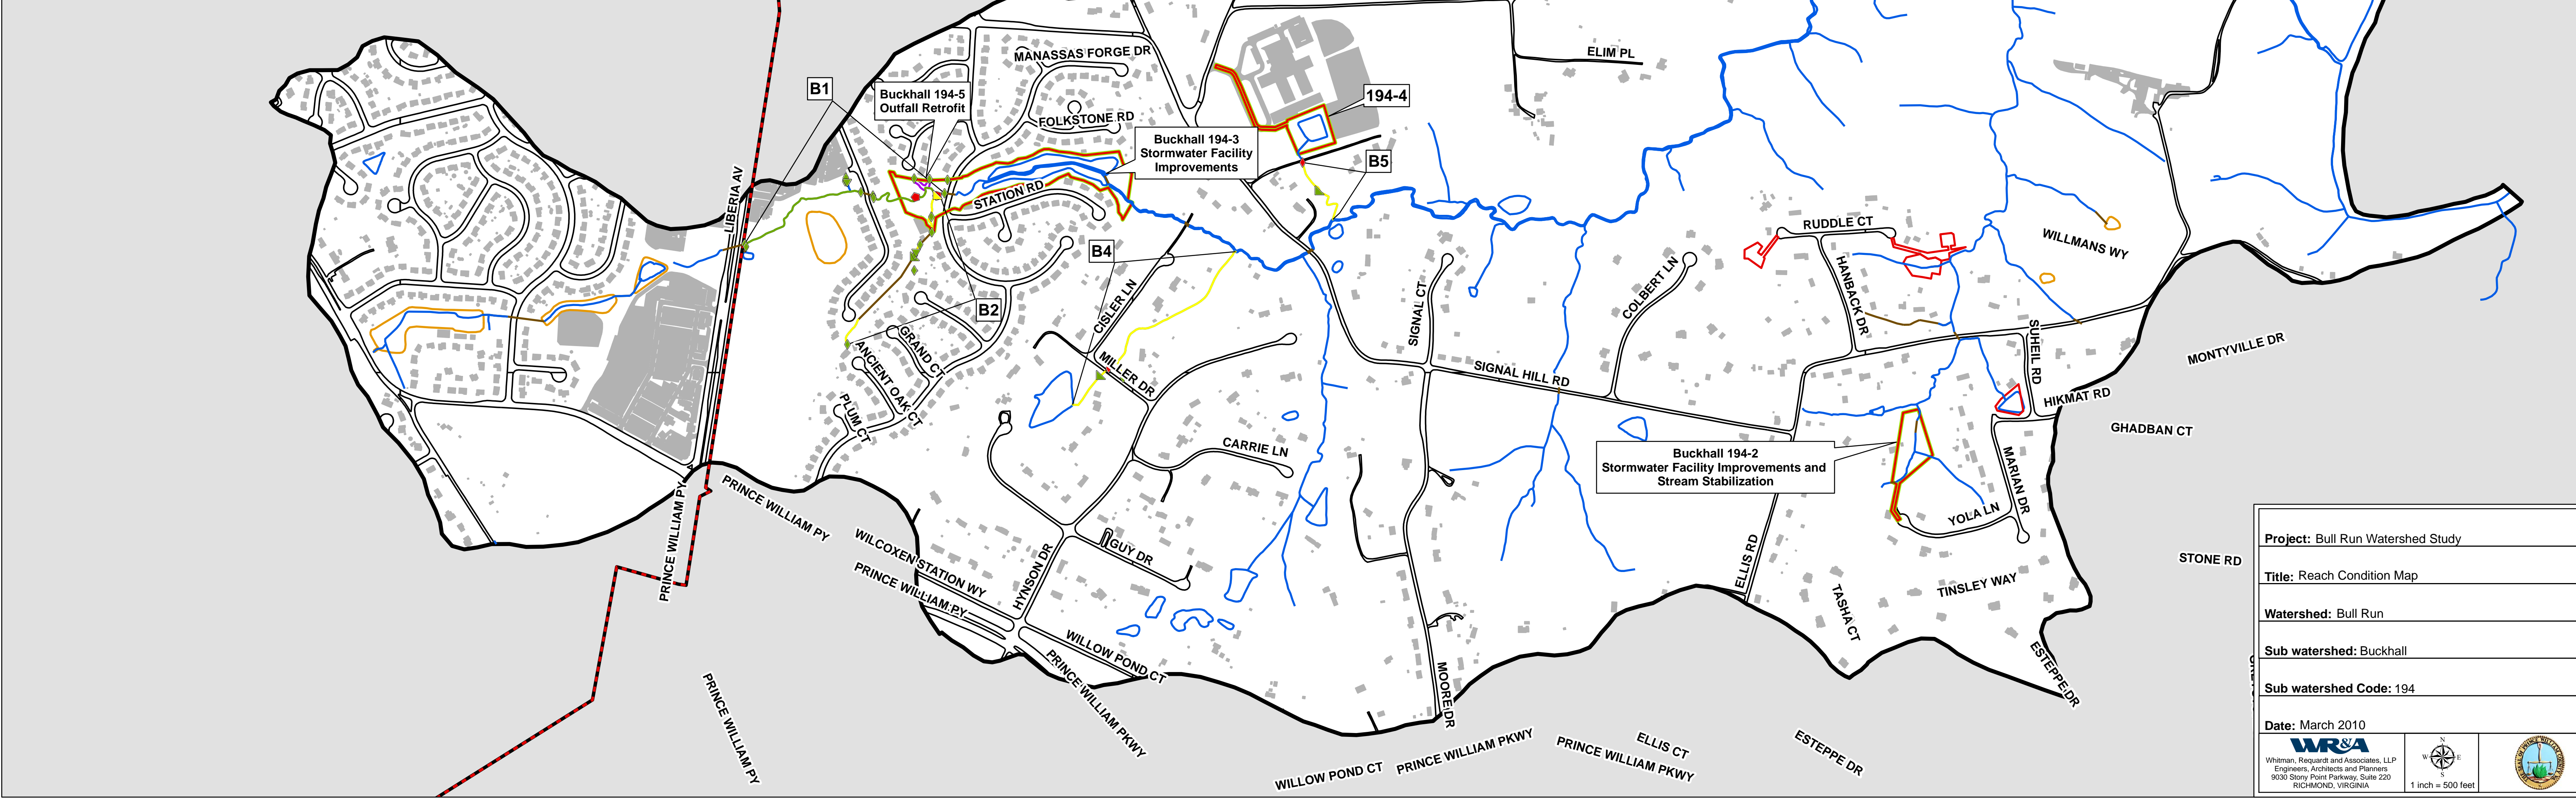 MANASSAS FORGE DR
ELIM PL
B1
Buckhall 194-5
Outfall Retrofit
194-4
FOLKSTONE RD
Buckhall 194-3
Stormwater Facility
Improvements
B5
LIBERIA AV
STATION RD
RUDDLE CT
WILLMANS WY
B4
HANBACK DR
COLBERT LN
CISLER LN
SIGNAL CT
B2
GRAND CT
ANCIENT OAK CT
MILLER DR
SUHEIL RD
MONTYVILLE DR
SIGNAL HILL RD
PLUM CT
HIKMAT RD
GHADBAN CT
CARRIE LN
Buckhall 194-2
Stormwater Facility Improvements and
Stream Stabilization
MARIAN DR
PRINCE WILLIAM PY
PRINCE WILLIAM PY
YOLA LN
WILCOXEN STATION WY
GUY DR
HYNSON DR
PRINCE WILLIAM PY
ELLIS RD
STONE RD
TINSLEY WAY
TASHA CT
WILLOW POND CT
PRINCE WILLIAM PKWY
ESTEPPE DR
MOORE DR
PRINCE WILLIAM PY
WILLOW POND CT
PRINCE WILLIAM PKWY
PRINCE WILLIAM PKWY
ELLIS CT
ESTEPPE DR
Project: Bull Run Watershed Study
Title: Reach Condition Map
Watershed: Bull Run
Sub watershed: Buckhall
Sub watershed Code: 194
Date: March 2010
WR&A
Whitman, Requardt and Associates, LLP
Engineers, Architects and Planners
9030 Stony Point Parkway, Suite 220
RICHMOND, VIRGINIA
N
W E
S
1 inch = 500 feet